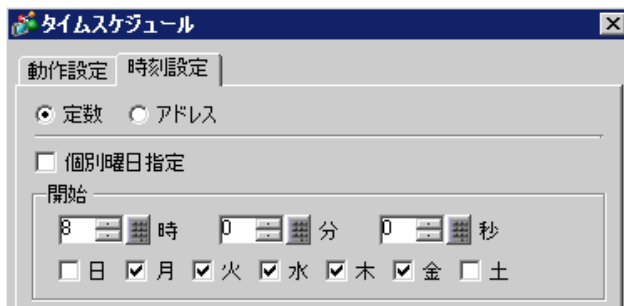 タイムスケジュール
動作設定 時刻設定
定数 アドレス
個別曜日指定
開始
8 時 0 分 0 秒
日 月 火 水 木 金 土